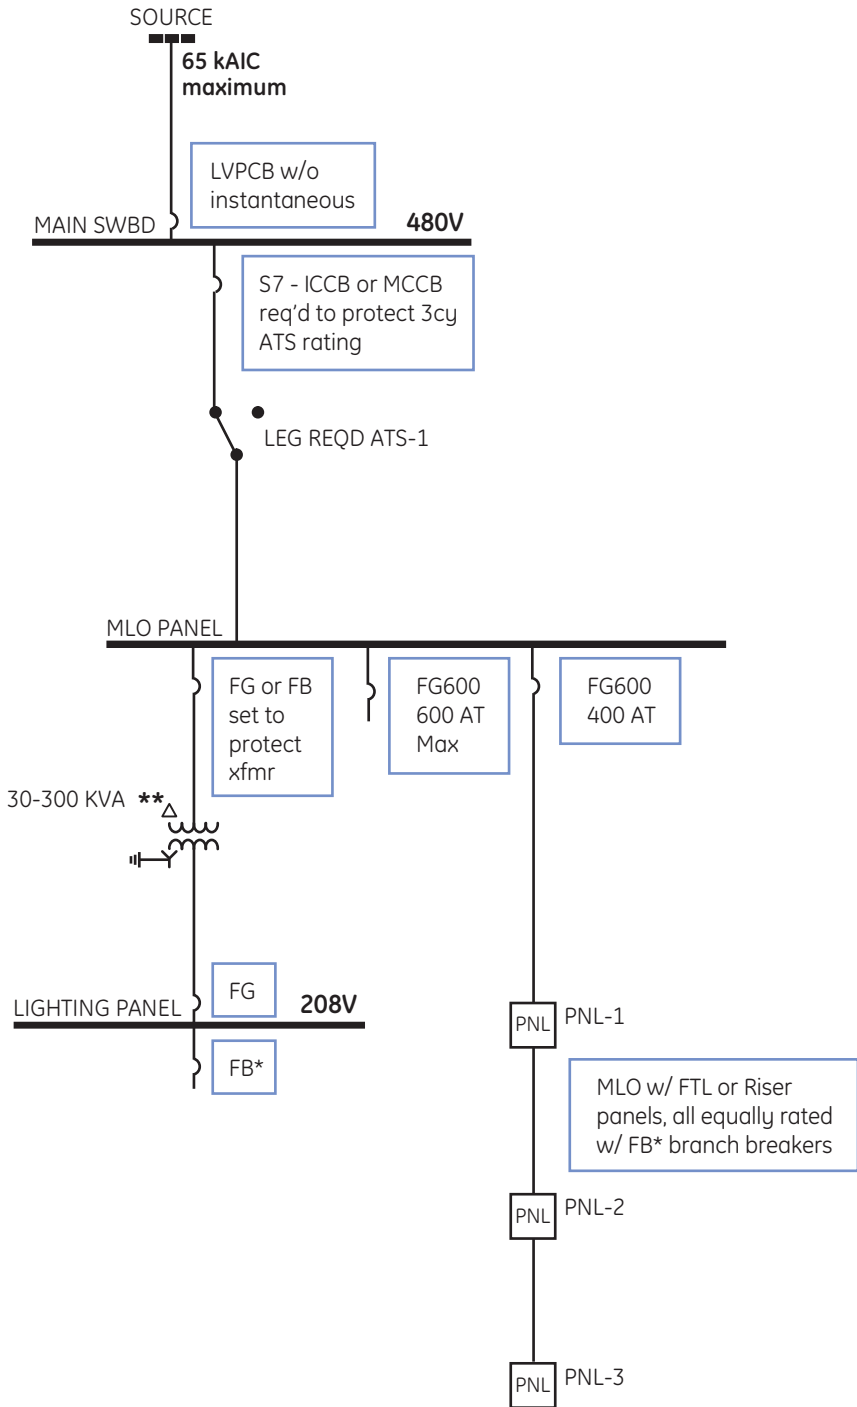 SOURCE
65 kAIC
maximum
LVPCB w/o
instantaneous
MAIN SWBD
480V
S7 - ICCB or MCCB
req'd to protect 3cy
ATS rating
LEG REQD ATS-1
MLO PANEL
FG or FB
set to
protect
xfmr
FG600
600 AT
Max
FG600
400 AT
30-300 KVA **
FG
LIGHTING PANEL
208V
FB*
PNL
PNL-1
MLO w/ FTL or Riser
panels, all equally rated
w/ FB* branch breakers
PNL
PNL-2
PNL
PNL-3